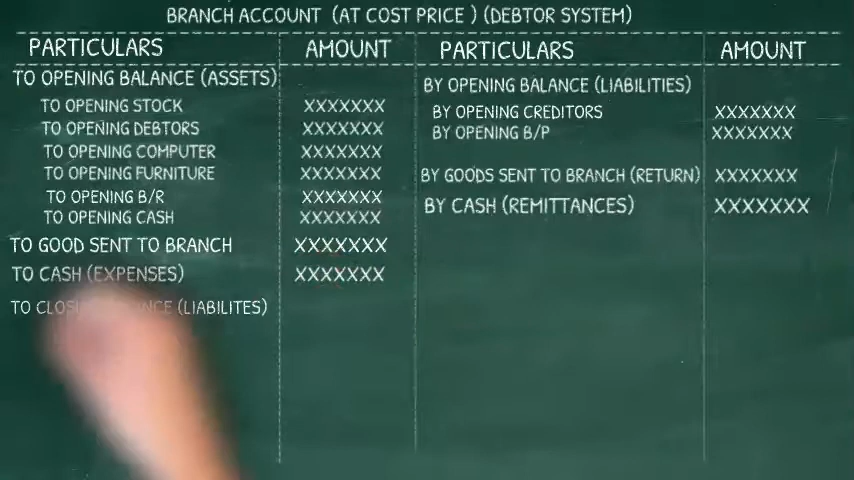 BRANCH ACCOUNT (AT COST PRICE ) (DEBTOR SYSTEM)
PARTICULARS AMOUNT PARTICULARS AMOUNT
TO OPENING BALANCE (ASSETS)
TO OPENING STOCK XXXXXXX
TO OPENING DEBTORS XXXXXXX
TO OPENING COMPUTER XXXXXXX
TO OPENING FURNITURE XXXXXXX
TO OPENING B/R XXXXXXX
TO OPENING CASH XXXXXXX
TO GOOD SENT TO BRANCH XXXXXXX
TO CASH (EXPENSES) XXXXXXX
TO CLOSING BALANCE (LIABILITES)
BY OPENING BALANCE (LIABILITIES)
BY OPENING CREDITORS XXXXXXX
BY OPENING B/P XXXXXXX
BY GOODS SENT TO BRANCH (RETURN) XXXXXXX
BY CASH (REMITTANCES) XXXXXXX